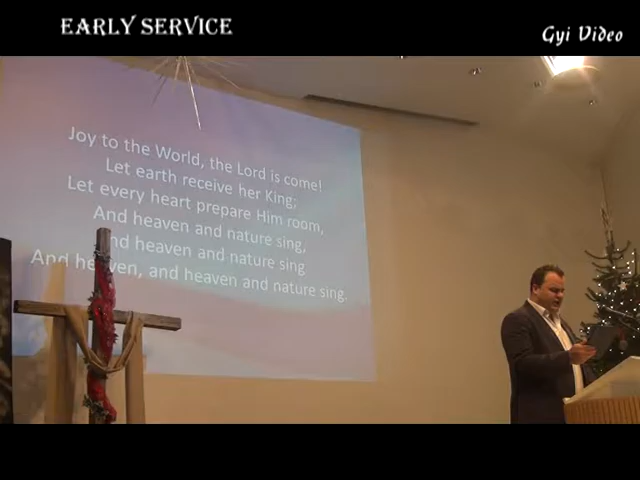 EARLY SERVICE
Gyi Video
Joy to the World, the Lord is come!
Let earth receive her King;
Let every heart prepare Him room,
And heaven and nature sing,
And heaven and nature sing,
And heaven, and heaven and nature sing.